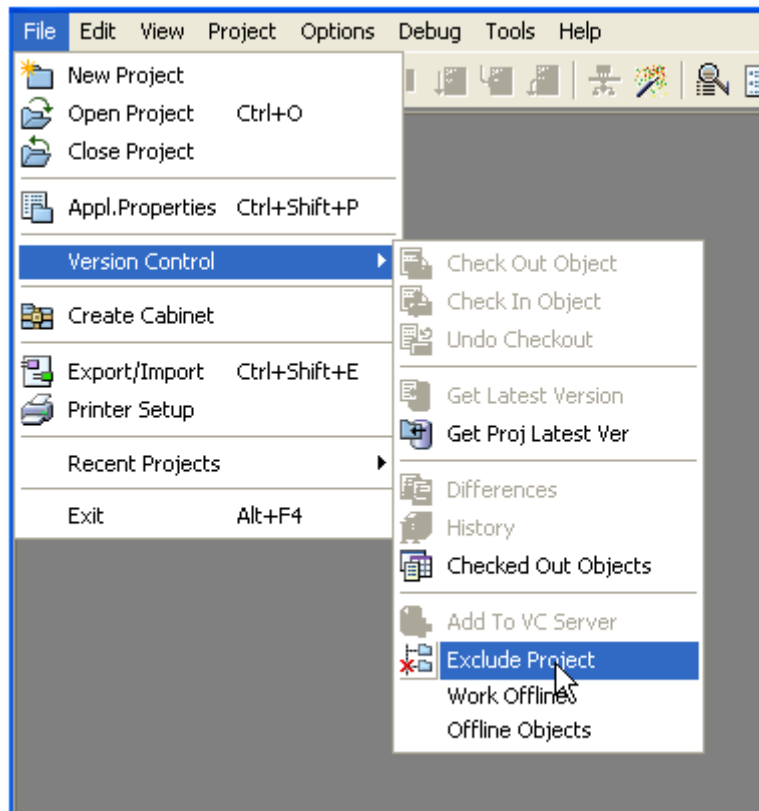 File Edit View Project Options Debug Tools Help
New Project
Open Project Ctrl+O
Close Project
Appl.Properties Ctrl+Shift+P
Version Control
Create Cabinet
Export/Import Ctrl+Shift+E
Printer Setup
Recent Projects
Exit Alt+F4
Check Out Object
Check In Object
Undo Checkout
Get Latest Version
Get Proj Latest Ver
Differences
History
Checked Out Objects
Add To VC Server
Exclude Project
Work Offline
Offline Objects